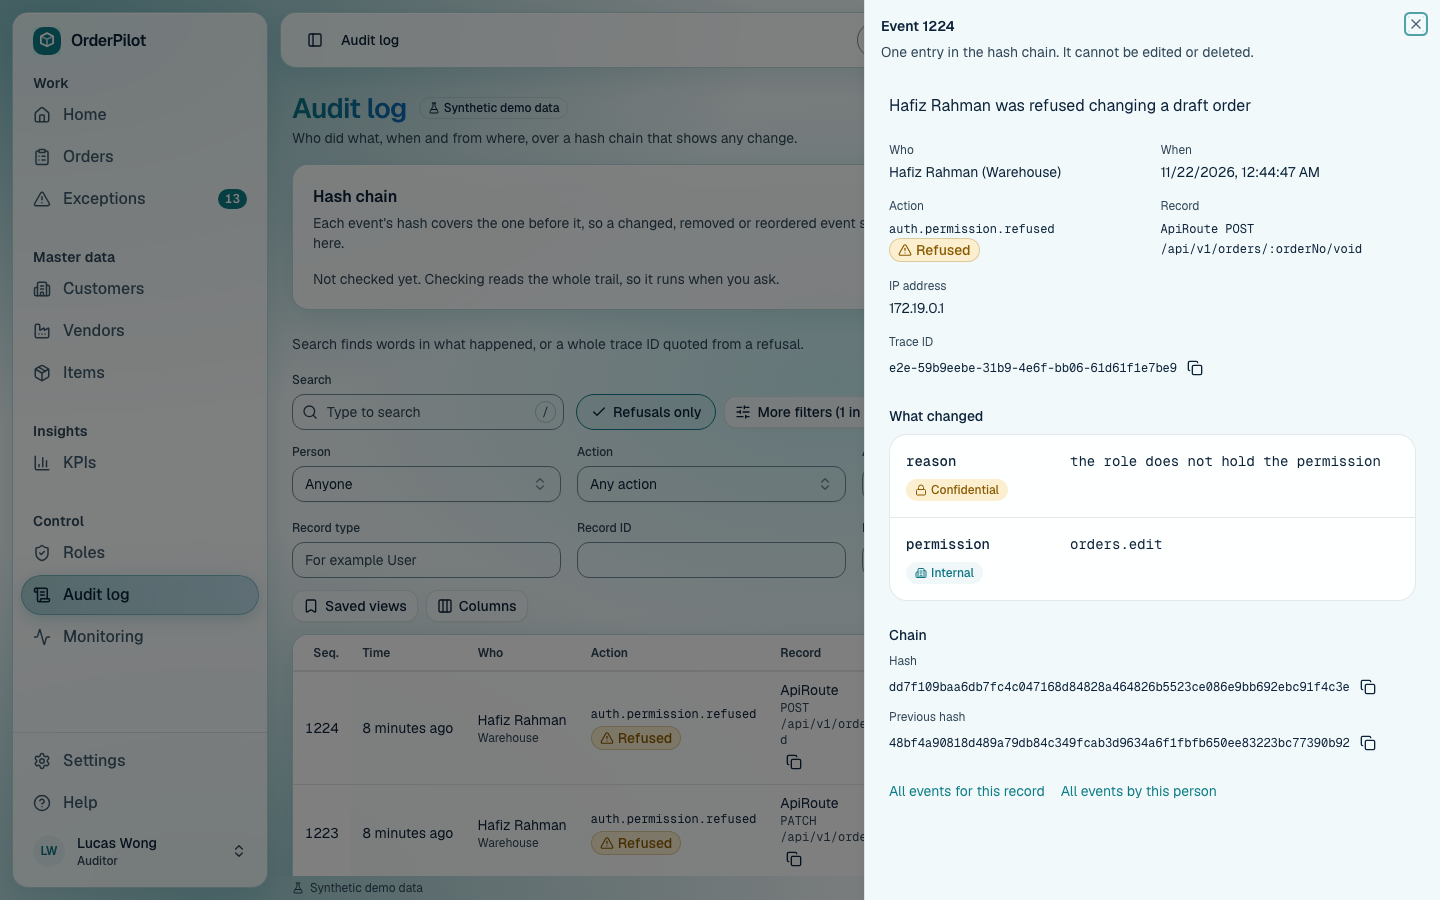 OrderPilot
Work
Home
Orders
Exceptions
13
Master data
Customers
Vendors
Items
Insights
KPIs
Control
Roles
Audit log
Monitoring
Settings
Help
LW
Lucas Wong
Auditor
Audit log
Audit log
Synthetic demo data
Who did what, when and from where, over a hash chain that shows any change.
Hash chain
Each event's hash covers the one before it, so a changed, removed or reordered event s
here.
Not checked yet. Checking reads the whole trail, so it runs when you ask.
Search finds words in what happened, or a whole trace ID quoted from a refusal.
Search
Type to search
/
Refusals only
More filters (1 in
Person
Action
Anyone
Any action
Record type
Record ID
For example User
Saved views
Columns
Seq.
Time
Who
Action
Record
1224
8 minutes ago
Hafiz Rahman
Warehouse
auth.permission.refused
Refused
ApiRoute
POST
/api/v1/orde
d
1223
8 minutes ago
Hafiz Rahman
Warehouse
auth.permission.refused
Refused
ApiRoute
PATCH
/api/v1/orde
Synthetic demo data
Event 1224
One entry in the hash chain. It cannot be edited or deleted.
Hafiz Rahman was refused changing a draft order
Who
Hafiz Rahman (Warehouse)
When
11/22/2026, 12:44:47 AM
Action
auth.permission.refused
Refused
Record
ApiRoute POST
/api/v1/orders/:orderNo/void
IP address
172.19.0.1
Trace ID
e2e-59b9eebe-31b9-4e6f-bb06-61d61f1e7be9
What changed
reason
the role does not hold the permission
Confidential
permission
orders.edit
Internal
Chain
Hash
dd7f109baa6db7fc4c047168d84828a464826b5523ce086e9bb692ebc91f4c3e
Previous hash
48bf4a90818d489a79db84c349fcab3d9634a6f1fbfb650ee83223bc77390b92
All events for this record
All events by this person